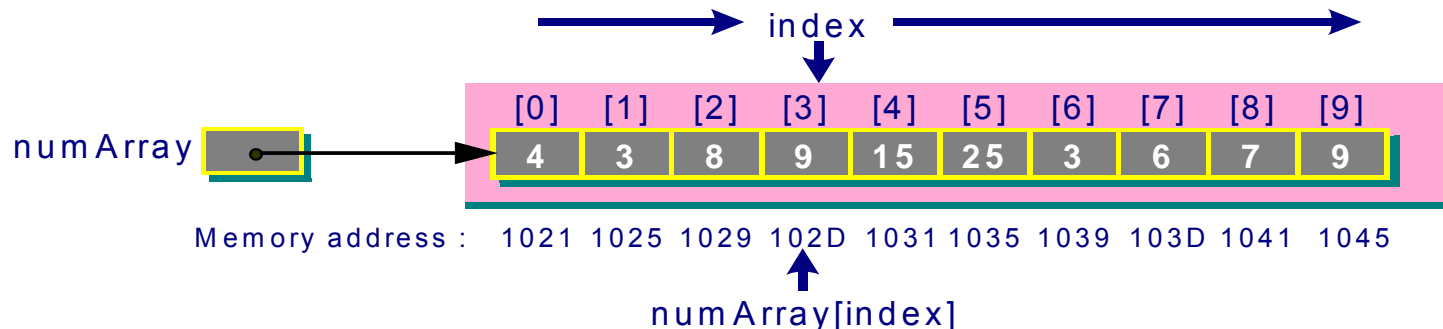 index
[0] [1] [2] [3] [4] [5] [6] [7] [8] [9]
numArray 4 3 8 9 15 25 3 6 7 9
Memory address : 1021 1025 1029 102D 1031 1035 1039 103D 1041 1045
numArray[index]